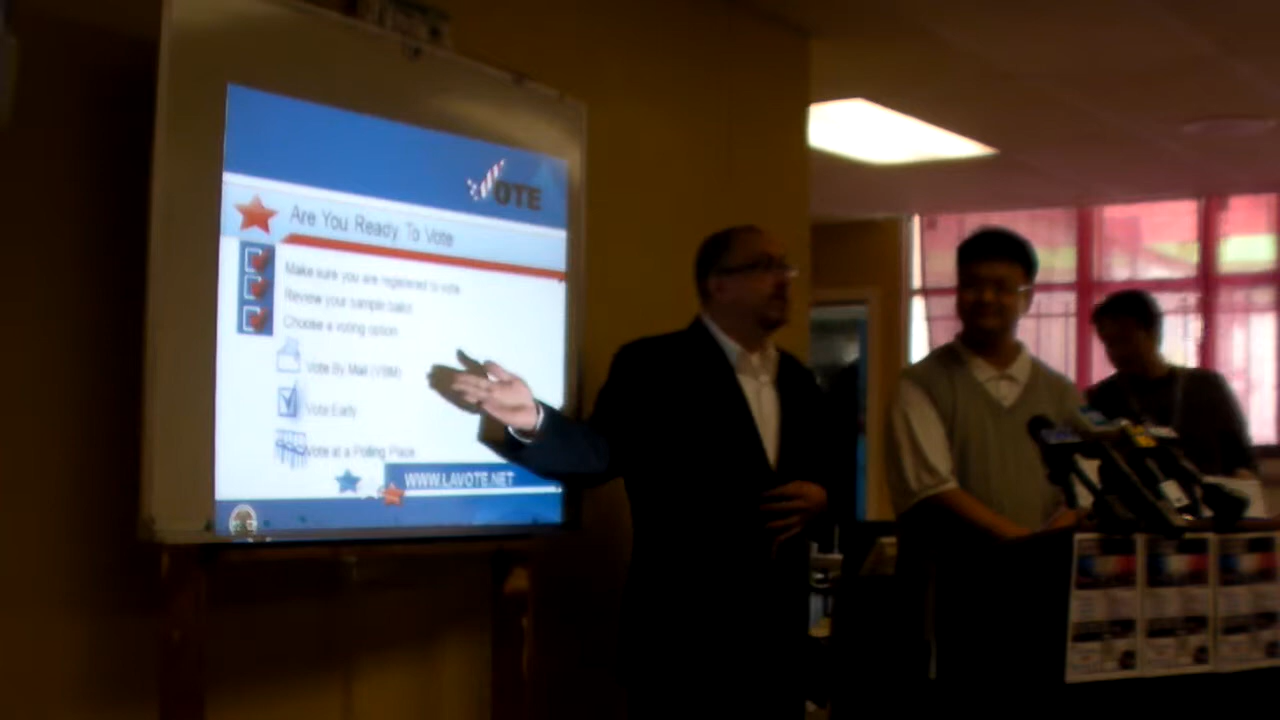 VOTE
Are You Ready To Vote
Make sure you are registered to vote
Review your sample ballot
Choose a voting option
Vote By Mail (VBM)
Vote Early
Vote at a Polling Place
WWW.LAVOTE.NET